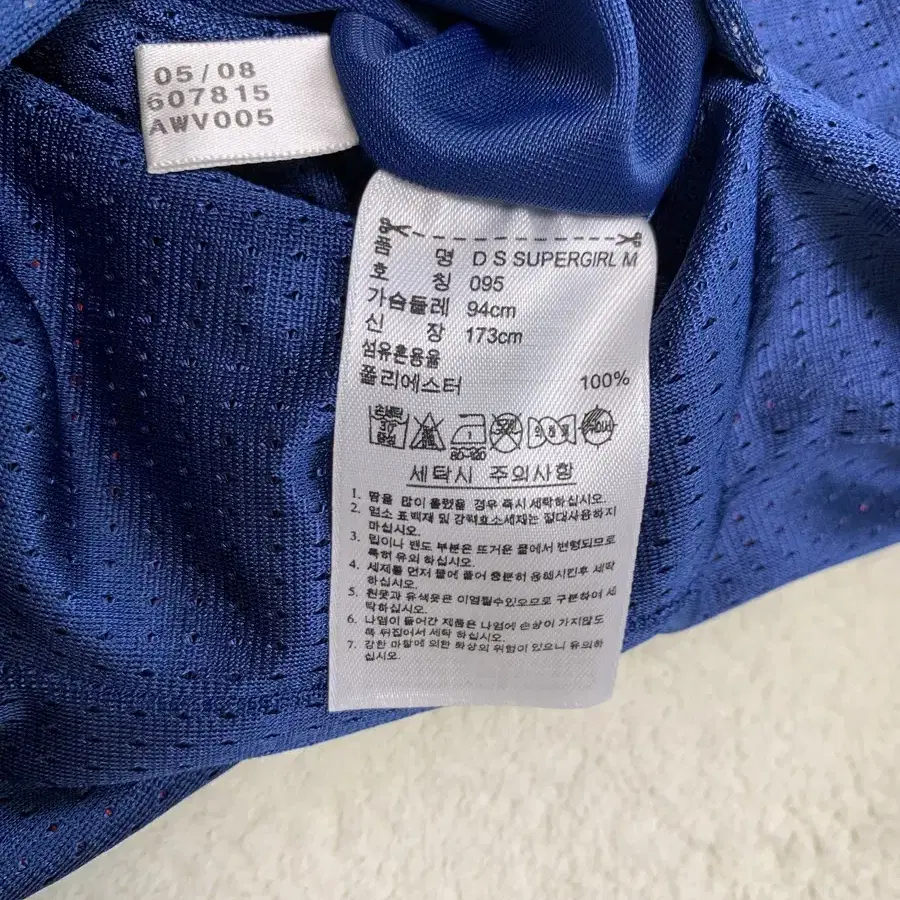 05/08
607815
AWV005
품 명 D S SUPERGIRL M
호 칭 095
가슴둘레 94cm
신 장 173cm
섬유혼용율
폴리에스터 100%
손세탁
30
중성
80-120
세탁시 주의사항
1. 땀을 많이 흘렸을 경우 즉시 세탁하십시오.
2. 염소 표백재 및 강력효소세재는 절대사용하지
마십시오.
3. 립이나 밴드 부분은 뜨거운 물에서 변형되므로
특히 유의 하십시오.
4. 세제를 먼저 물에 풀어 충분히 용해시킨후 세탁
하십시오.
5. 흰옷과 유색옷은 이염될수있으므로 구분하여 세
탁하십시오.
6. 나염이 들어간 제품은 나염에 손상이 가지않도
록 뒤집어서 세탁 하십시오.
7. 강한 마찰에 의한 화상의 위험이 있으니 유의하
십시오.